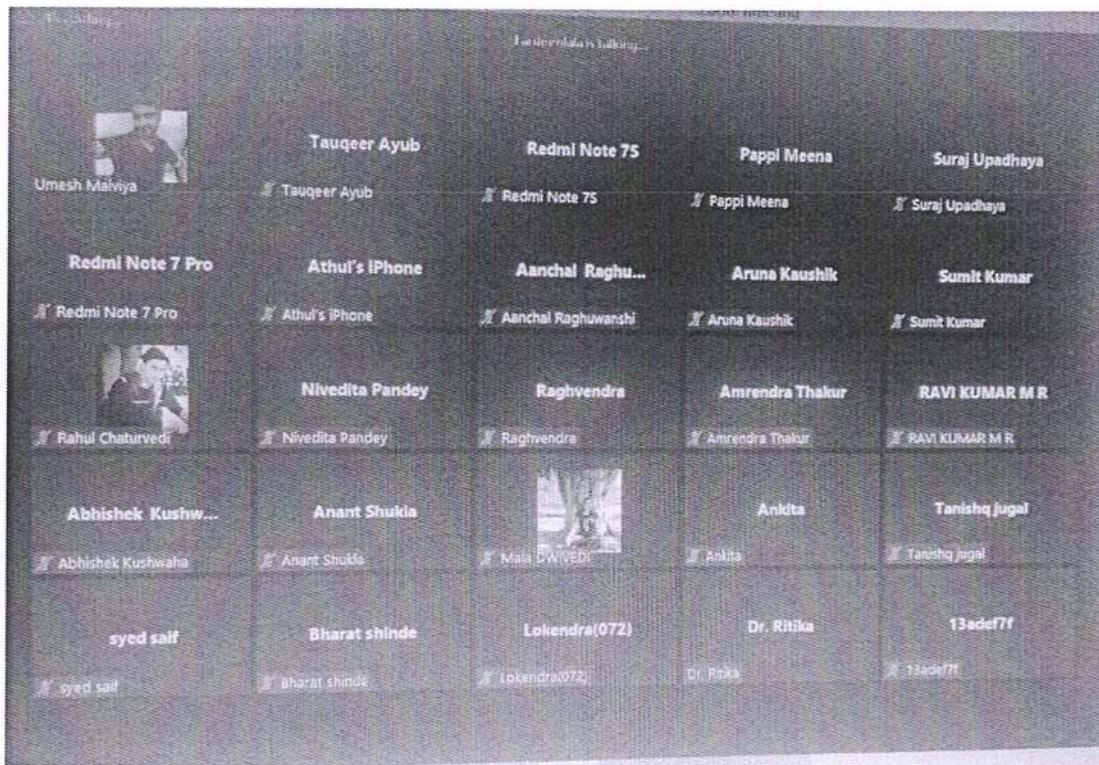 is talking...
Tauqeer Ayub
Redmi Note 7S
Pappi Meena
Suraj Upadhaya
Umesh Malviya
Tauqeer Ayub
Redmi Note 7S
Pappi Meena
Suraj Upadhaya
Redmi Note 7 Pro
Athul's iPhone
Aanchal Raghu...
Aruna Kaushik
Sumit Kumar
Redmi Note 7 Pro
Athul's iPhone
Aanchal Raghuwanshi
Aruna Kaushik
Sumit Kumar
Nivedita Pandey
Raghvendra
Amrendra Thakur
RAVI KUMAR M R
Rahul Chaturvedi
Nivedita Pandey
Raghvendra
Amrendra Thakur
RAVI KUMAR M R
Abhishek Kushw...
Anant Shukla
Ankita
Tanishq jugal
Abhishek Kushwaha
Anant Shukla
Mala DWIVEDI
Ankita
Tanishq jugal
syed saif
Bharat shinde
Lokendra(072)
Dr. Ritika
13adef7f
syed saif
Bharat shinde
Lokendra(072)
Dr. Ritika
13adef7f